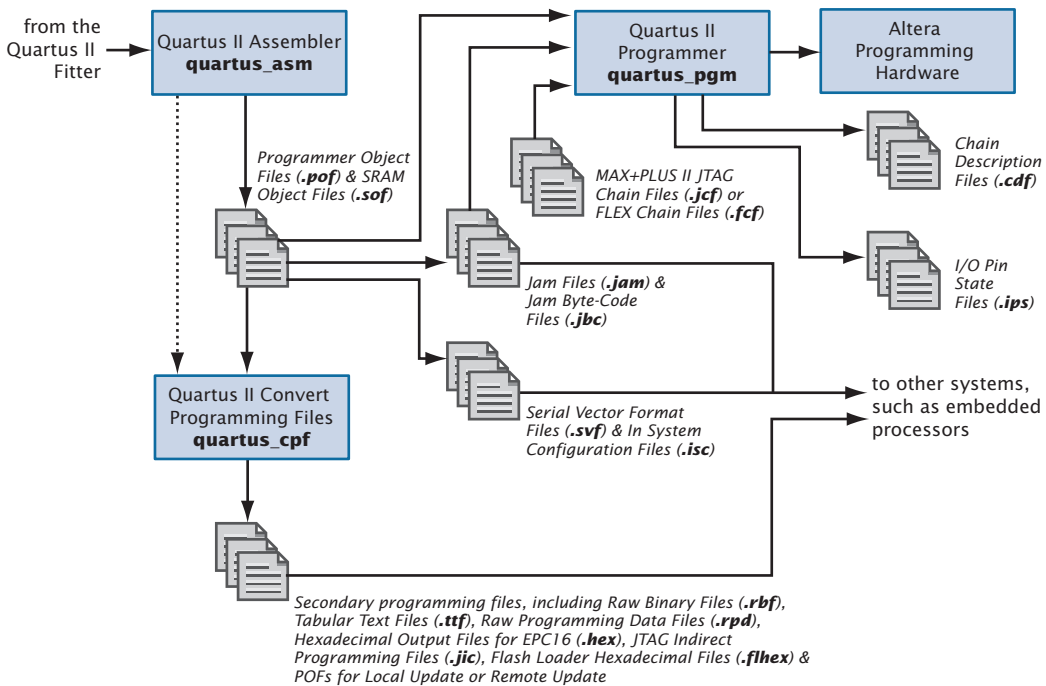 from the
Quartus II
Fitter
Quartus II Assembler
quartus_asm
Quartus II
Programmer
quartus_pgm
Altera
Programming
Hardware
Programmer Object
Files (.pof) & SRAM
Object Files (.sof)
MAX+PLUS II JTAG
Chain Files (.jcf) or
FLEX Chain Files (.fcf)
Chain
Description
Files (.cdf)
Jam Files (.jam) &
Jam Byte-Code
Files (.jbc)
I/O Pin
State
Files (.ips)
Quartus II Convert
Programming Files
quartus_cpf
Serial Vector Format
Files (.svf) & In System
Configuration Files (.isc)
to other systems,
such as embedded
processors
Secondary programming files, including Raw Binary Files (.rbf),
Tabular Text Files (.ttf), Raw Programming Data Files (.rpd),
Hexadecimal Output Files for EPC16 (.hex), JTAG Indirect
Programming Files (.jic), Flash Loader Hexadecimal Files (.flhex) &
POFs for Local Update or Remote Update